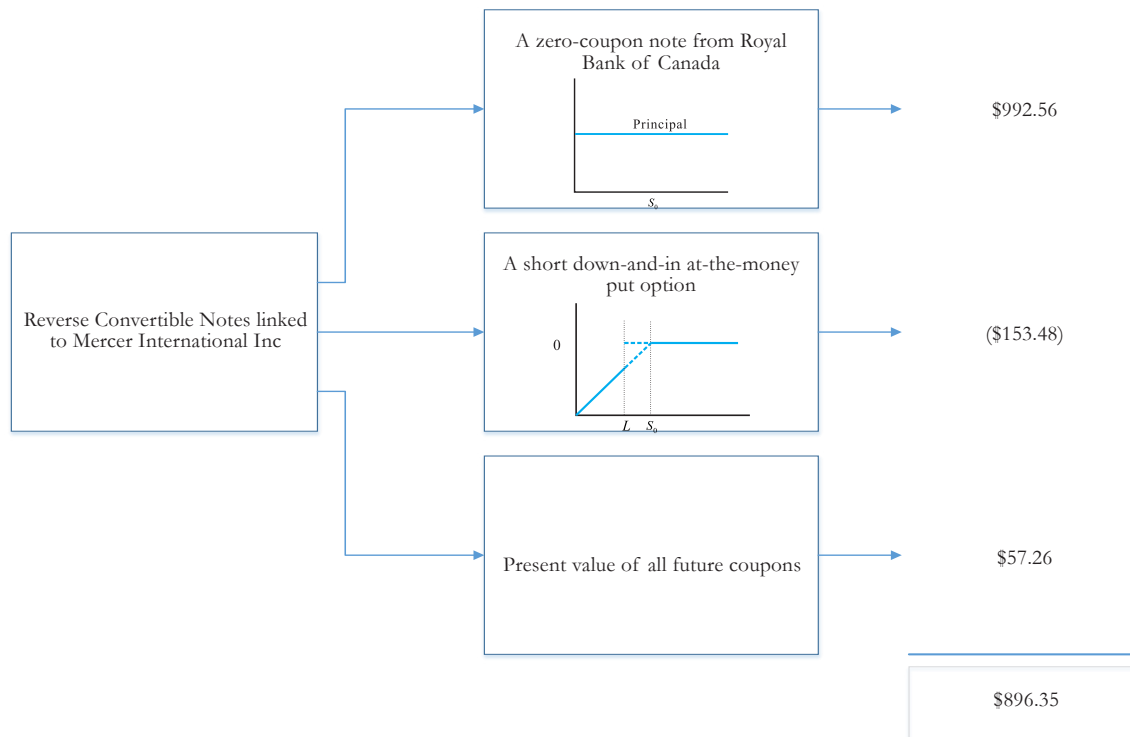 A zero-coupon note from Royal
Bank of Canada
Principal
S₀
$992.56
Reverse Convertible Notes linked
to Mercer International Inc
A short down-and-in at-the-money
put option
0
L S₀
($153.48)
Present value of all future coupons
$57.26
$896.35